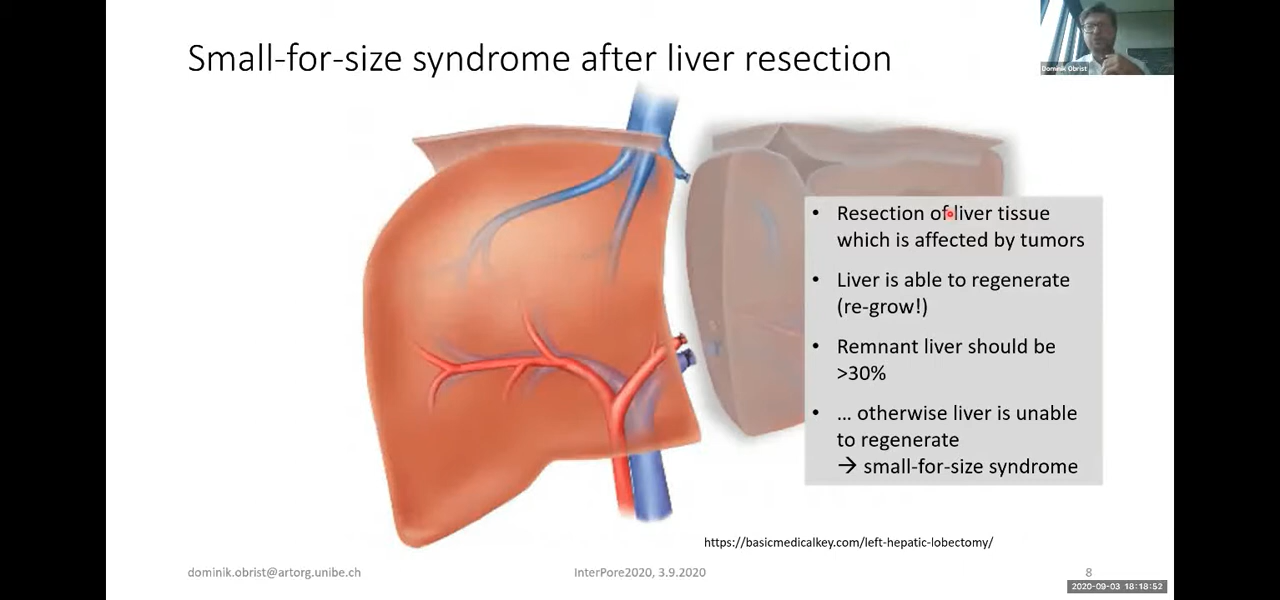 Small-for-size syndrome after liver resection
Dominik Obrist
• Resection of liver tissue
which is affected by tumors
• Liver is able to regenerate
(re-grow!)
• Remnant liver should be
>30%
• ... otherwise liver is unable
to regenerate
→ small-for-size syndrome
https://basicmedicalkey.com/left-hepatic-lobectomy/
dominik.obrist@artorg.unibe.ch
InterPore2020, 3.9.2020
8
2020-09-03 18:18:52